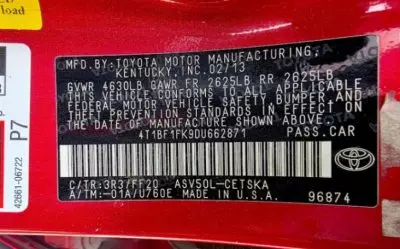 load
MFD. BY: TOYOTA MOTOR MANUFACTURING,
KENTUCKY, INC. 02/13
GVWR 4630LB GAWR FR 2625LB RR 2625LB
THIS VEHICLE CONFORMS TO ALL APPLICABLE
FEDERAL MOTOR VEHICLE SAFETY, BUMPER, AND
THEFT PREVENTION STANDARDS IN EFFECT ON
THE DATE OF MANUFACTURE SHOWN ABOVE.
4T1BF1FK9DU662871 PASS.CAR
C/TR:3R3/FF20 ASV50L-CETSKA
A/TM:-01A/U760E MADE IN U.S.A.
TOYOTA
96874
P7
42661-06722